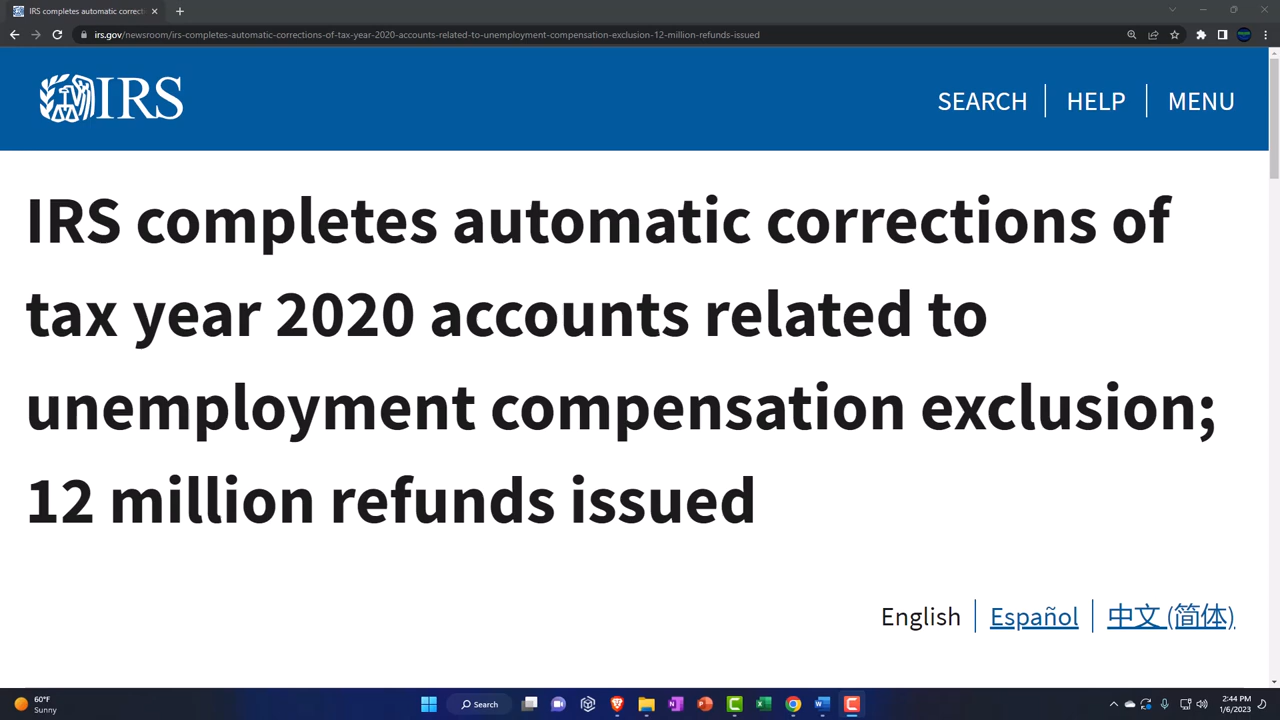 IRS completes automatic correct
irs.gov/newsroom/irs-completes-automatic-corrections-of-tax-year-2020-accounts-related-to-unemployment-compensation-exclusion-12-million-refunds-issued
IRS
SEARCH
HELP
MENU
IRS completes automatic corrections of
tax year 2020 accounts related to
unemployment compensation exclusion;
12 million refunds issued
English
Español
中文 (简体)
60°F
Sunny
Search
2:44 PM
1/6/2023